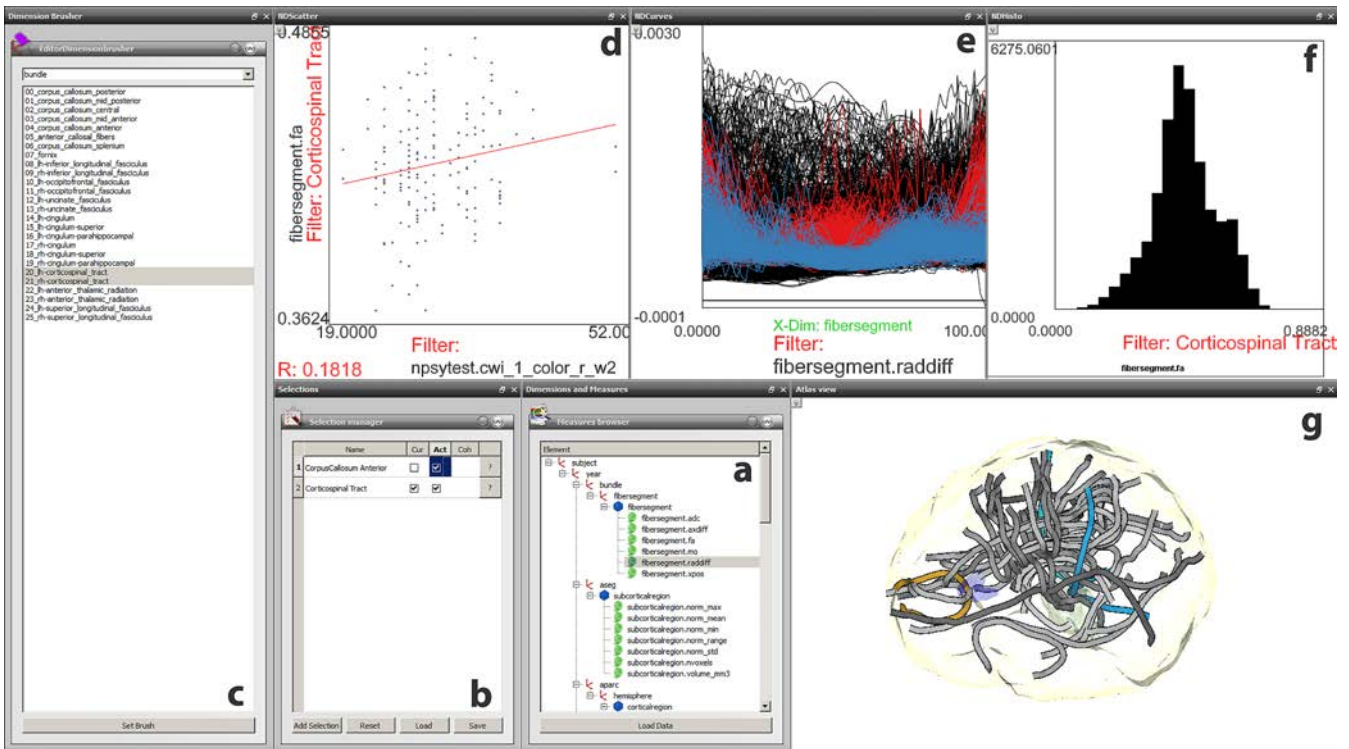 Dimension Brusher
EditorDimensionbrusher
bundle
00_corpus_callosum_posterior
01_corpus_callosum_mid_posterior
02_corpus_callosum_central
03_corpus_callosum_mid_anterior
04_corpus_callosum_anterior
05_anterior_callosal_fibers
06_corpus_callosum_splenium
07_fornix
08_lh-inferior_longitudinal_fasciculus
09_rh-inferior_longitudinal_fasciculus
10_lh-occipitofrontal_fasciculus
11_rh-occipitofrontal_fasciculus
12_lh-uncinate_fasciculus
13_rh-uncinate_fasciculus
14_lh-cingulum
15_lh-cingulum-superior
16_lh-cingulum-parahippocampal
17_rh-cingulum
18_rh-cingulum-superior
19_rh-cingulum-parahippocampal
20_lh-corticospinal_tract
21_rh-corticospinal_tract
22_lh-anterior_thalamic_radiation
23_rh-anterior_thalamic_radiation
24_lh-superior_longitudinal_fasciculus
25_rh-superior_longitudinal_fasciculus
c
Set Brush
NDScatter
0.4855
d
fibersegment.fa
Filter: Corticospinal Tract
0.3624
19.0000
52.00
Filter:
R: 0.1818
npsytest.cwi_1_color_r_w2
NDCurves
0.0030
e
-0.0001
0.0000
X-Dim: fibersegment
100.00
Filter:
fibersegment.raddiff
NDHisto
6275.0601
f
0.0000
0.0000
0.8882
Filter: Corticospinal Tract
fibersegment.fa
Selections
Selection manager
Name Cur Act Coh
1 CorpusCallosum Anterior ?
2 Corticospinal Tract ?
b
Add Selection Reset Load Save
Dimensions and Measures
Measures browser
Element
a
subject
year
bundle
fibersegment
fibersegment
fibersegment.adc
fibersegment.axdiff
fibersegment.fa
fibersegment.mo
fibersegment.raddiff
fibersegment.xpos
aseg
subcorticalregion
subcorticalregion.norm_max
subcorticalregion.norm_mean
subcorticalregion.norm_min
subcorticalregion.norm_range
subcorticalregion.norm_std
subcorticalregion.nvoxels
subcorticalregion.volume_mm3
aparc
hemisphere
corticalregion
Load Data
Atlas view
g